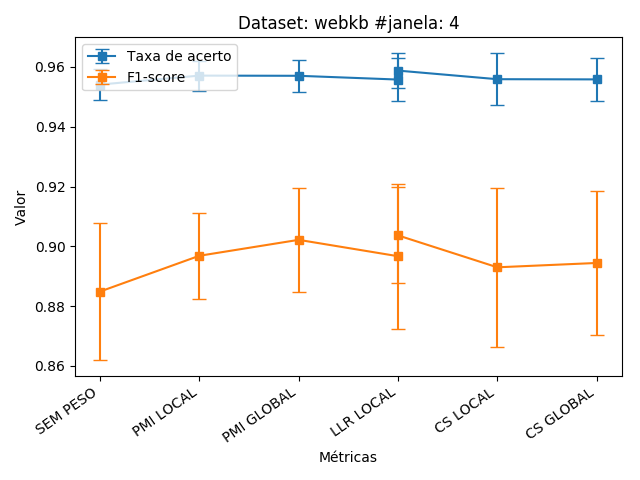 Dataset: webkb #janela: 4
Taxa de acerto
F1-score
Valor
0.96
0.94
0.92
0.90
0.88
0.86
SEM PESO
PMI LOCAL
PMI GLOBAL
LLR LOCAL
CS LOCAL
CS GLOBAL
Métricas